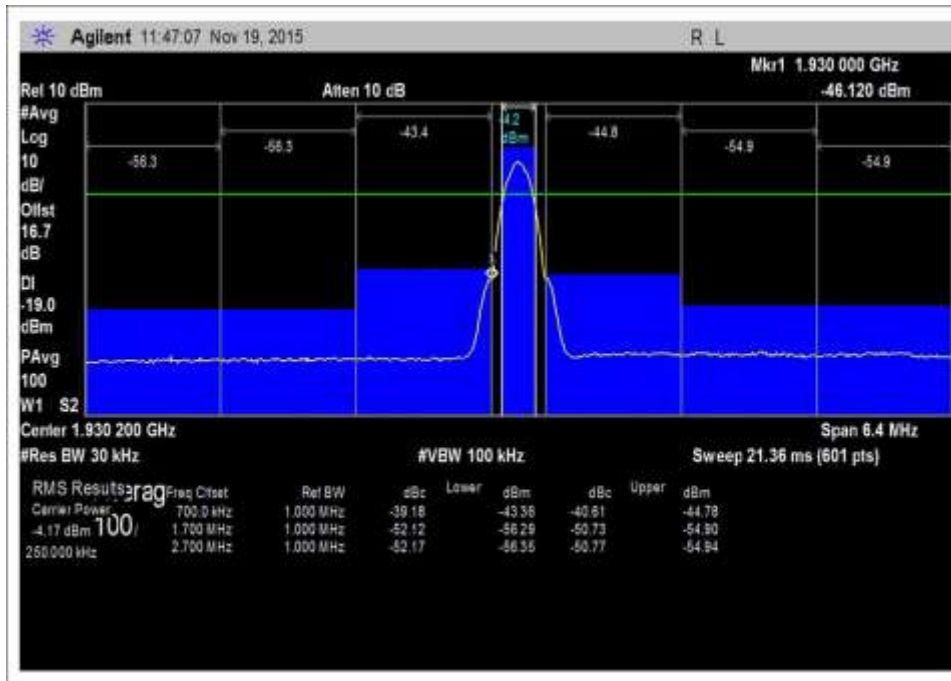 Agilent 11:47:07 Nov 19, 2015 R L
Mkr1 1.930 000 GHz
Ref 10 dBm Atten 10 dB -46.120 dBm
#Avg
Log
10
dB/
Offst
16.7
dB
DI
-19.0
dBm
PAvg
100
W1 S2
-56.3 -56.3 -43.4 -4.2 dBm -44.8 -54.9 -54.9
1
Center 1.930 200 GHz Span 6.4 MHz
#Res BW 30 kHz #VBW 100 kHz Sweep 21.36 ms (601 pts)
RMS Results Freq Offset Ref BW dBc Lower dBm dBc Upper dBm
Carrier Power 700.0 kHz 1.000 MHz -39.18 -43.36 -40.61 -44.78
-4.17 dBm / 1.700 MHz 1.000 MHz -52.12 -56.29 -50.73 -54.90
250.000 kHz 2.700 MHz 1.000 MHz -52.17 -56.35 -50.77 -54.94
erag
100